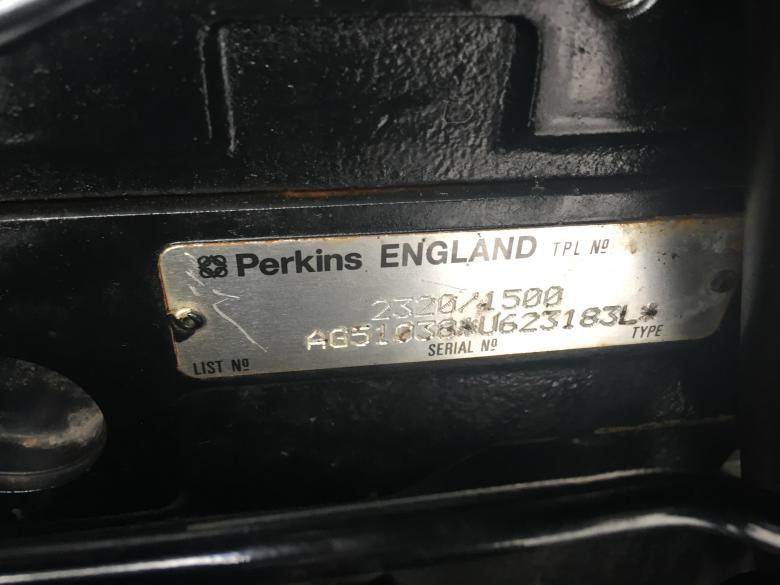 Perkins ENGLAND TPL Nº
2320/1500
AG51038*U623183L*
LIST Nº SERIAL Nº TYPE